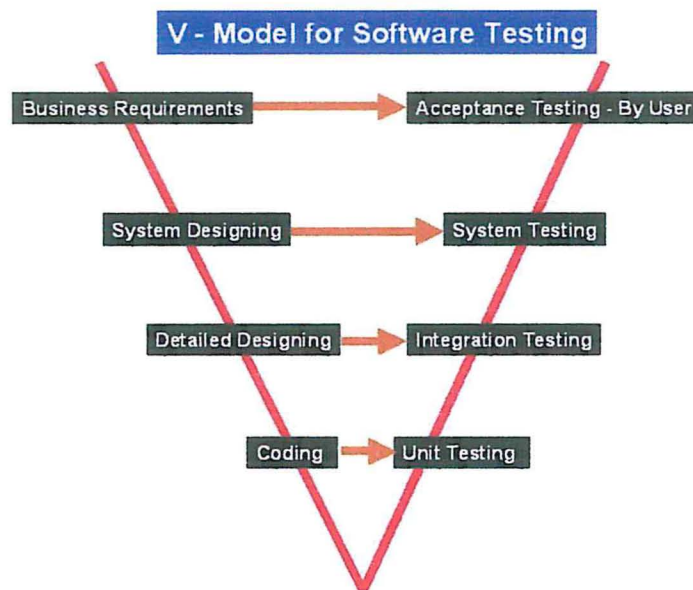 V - Model for Software Testing
Business Requirements
Acceptance Testing - By User
System Designing
System Testing
Detailed Designing
Integration Testing
Coding
Unit Testing